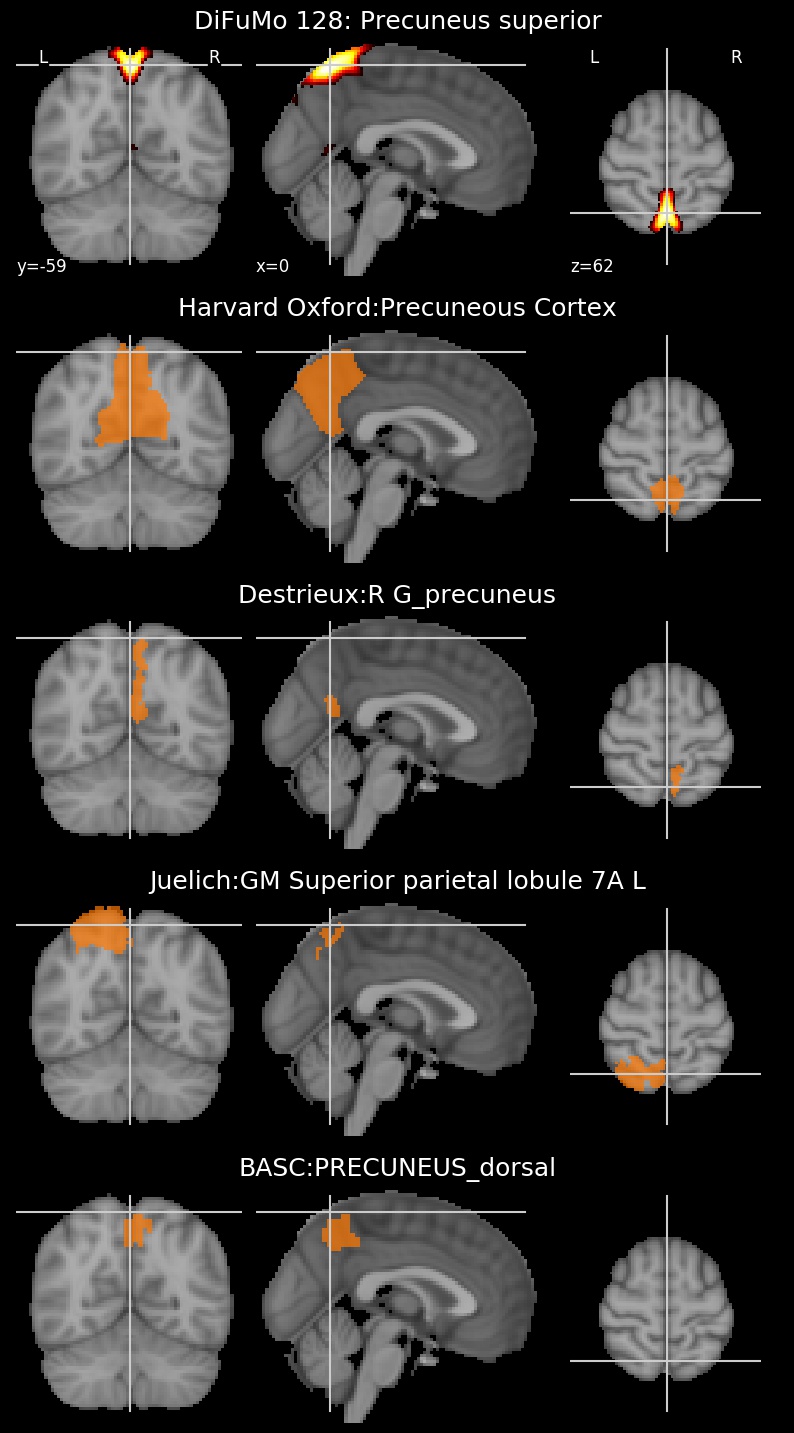 DiFuMo 128: Precuneus superior
L R L R
y=-59 x=0 z=62
Harvard Oxford:Precuneous Cortex
Destrieux:R G_precuneus
Juelich:GM Superior parietal lobule 7A L
BASC:PRECUNEUS_dorsal